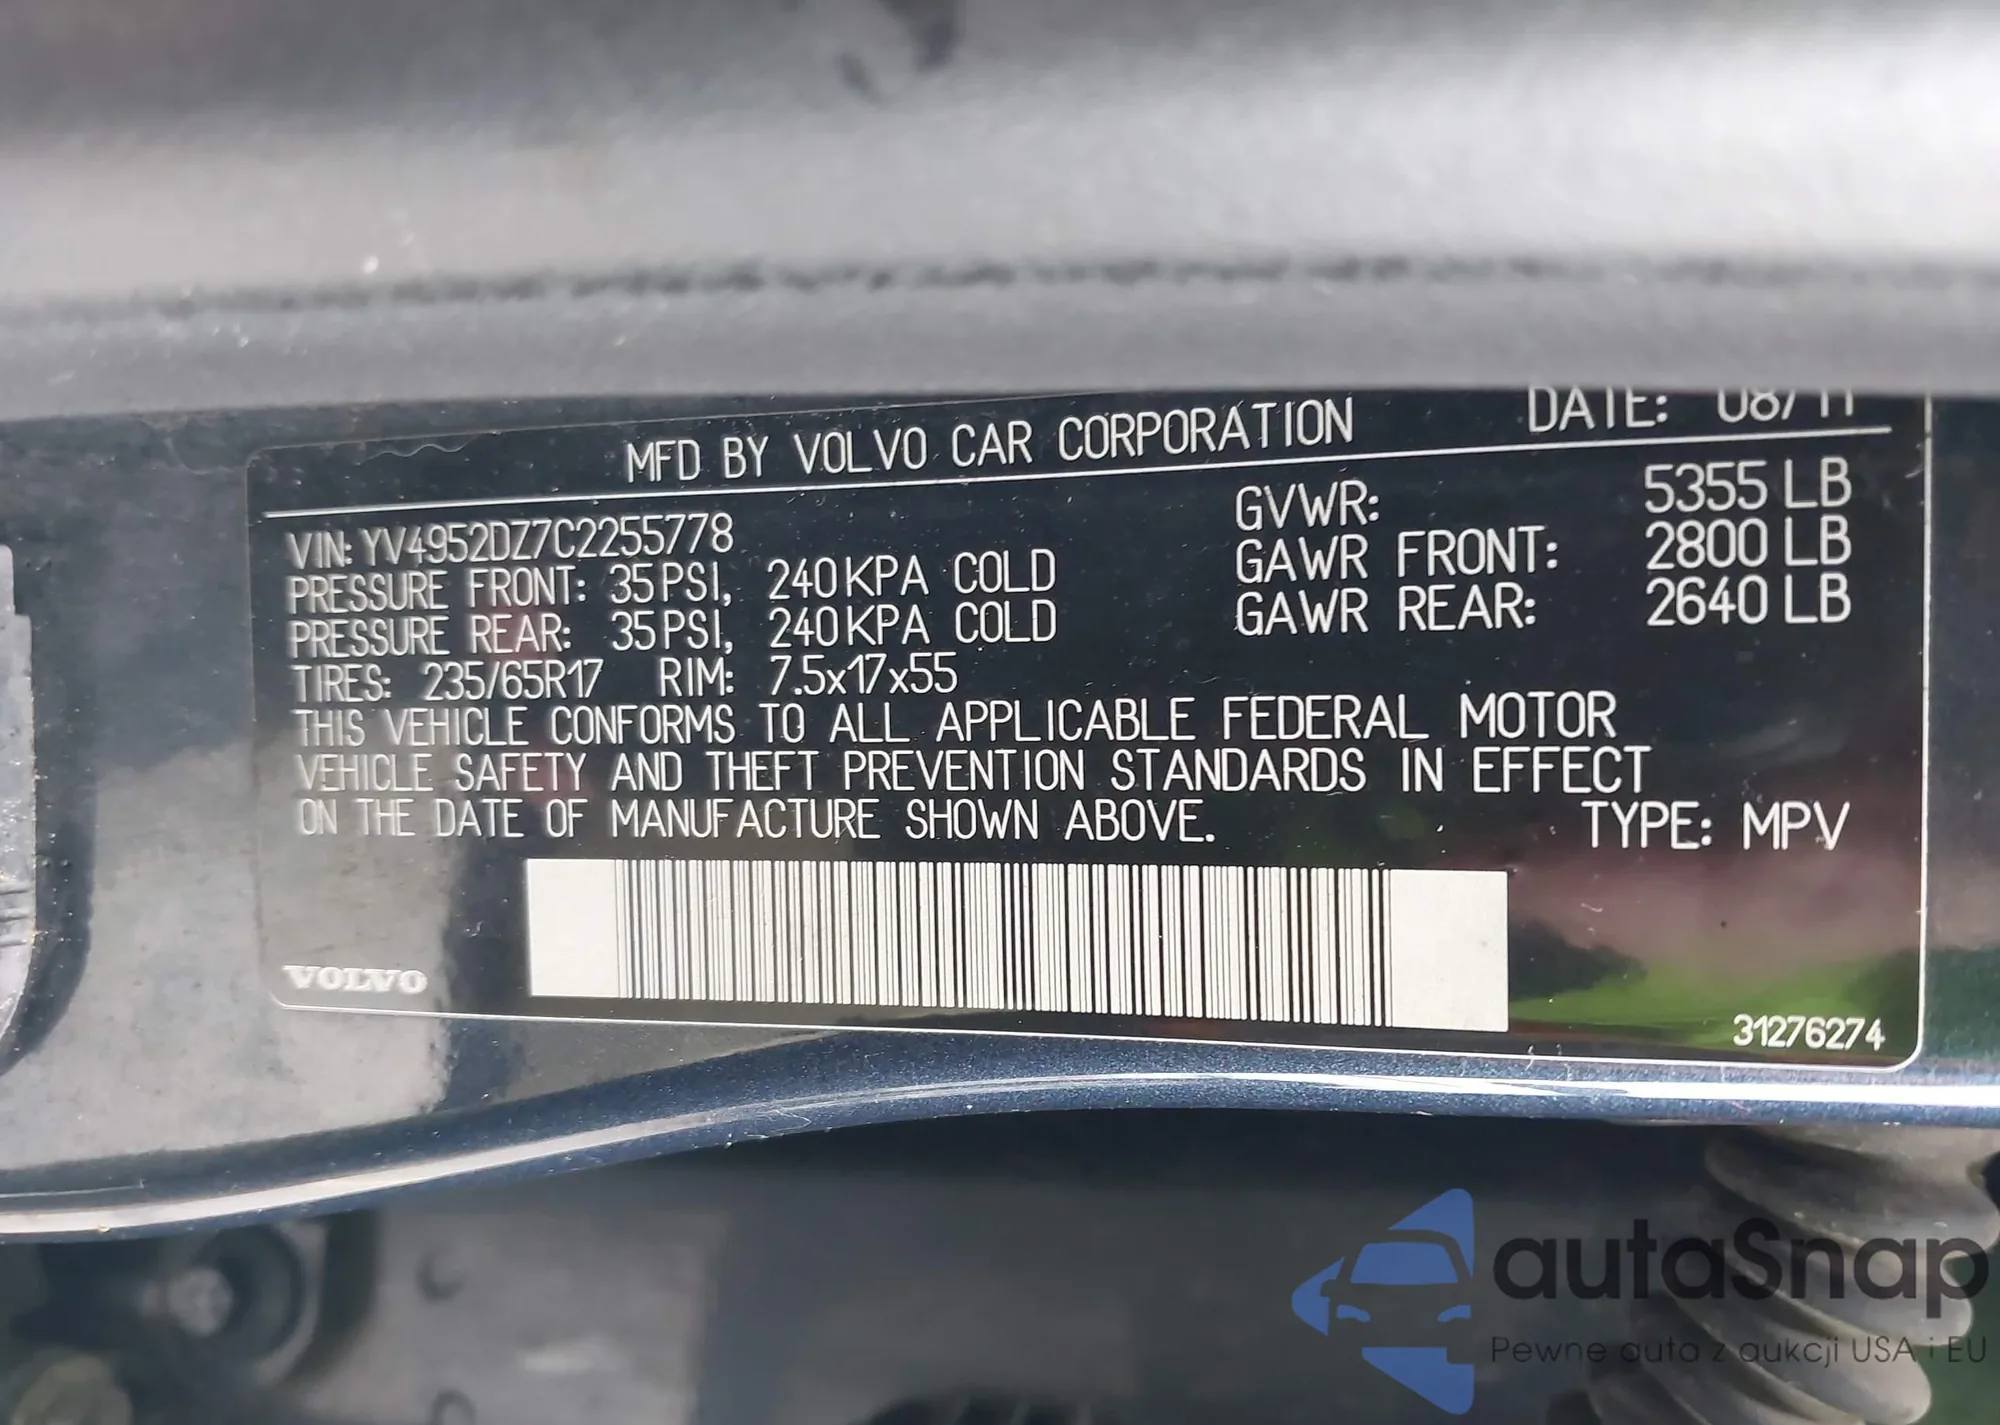 MFD BY VOLVO CAR CORPORATION DATE: 08/11
VIN: YV4952DZ7C2255778 GVWR: 5355 LB
PRESSURE FRONT: 35 PSI, 240 KPA COLD GAWR FRONT: 2800 LB
PRESSURE REAR: 35 PSI, 240 KPA COLD GAWR REAR: 2640 LB
TIRES: 235/65R17 RIM: 7.5x17x55
THIS VEHICLE CONFORMS TO ALL APPLICABLE FEDERAL MOTOR
VEHICLE SAFETY AND THEFT PREVENTION STANDARDS IN EFFECT
ON THE DATE OF MANUFACTURE SHOWN ABOVE. TYPE: MPV
VOLVO
31276274
autaSnap
Pewne auta z aukcji USA i EU